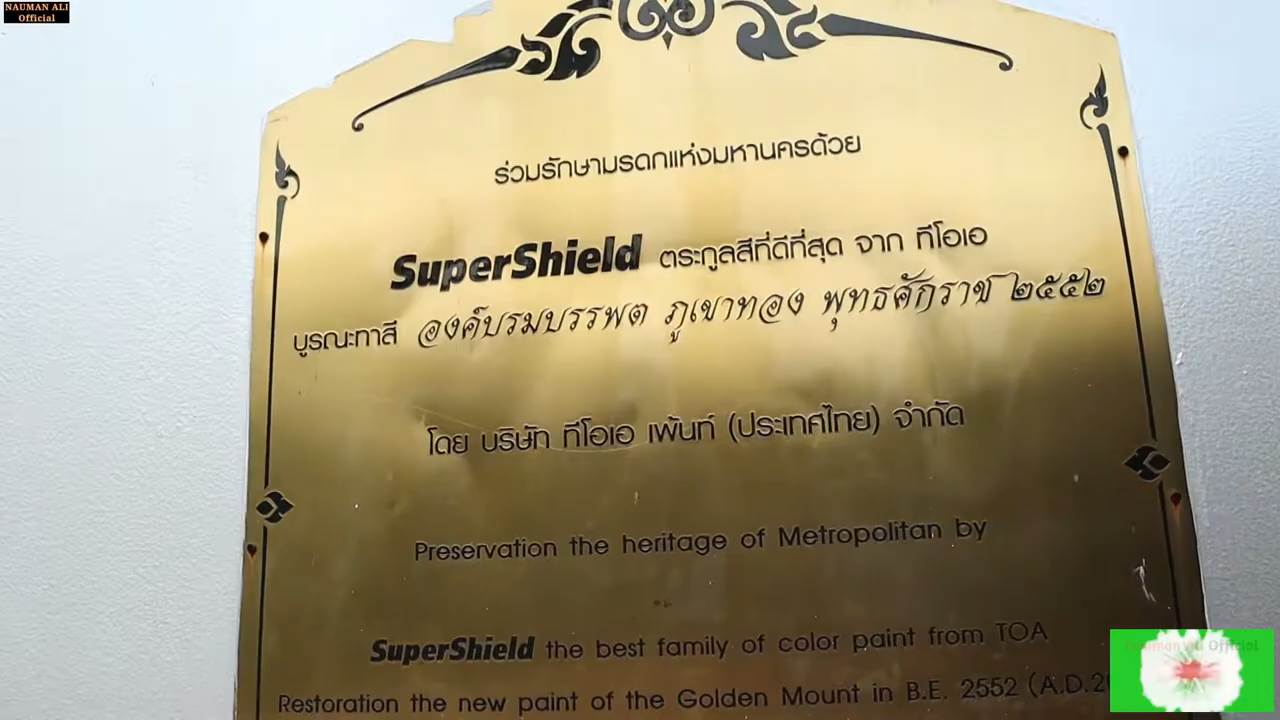 NAUMAN ALI
Official
ร่วมรักษามรดกแห่งมหานครด้วย
SuperShield ตระกูลสีที่ดีที่สุด จาก ทีโอเอ
บูรณะทาสี องค์บรมบรรพต ภูเขาทอง พุทธศักราช ๒๕๕๒
โดย บริษัท ทีโอเอ เพ้นท์ (ประเทศไทย) จำกัด
Preservation the heritage of Metropolitan by
SuperShield the best family of color paint from TOA
Restoration the new paint of the Golden Mount in B.E. 2552 (A.D.
Nauman Ali Official